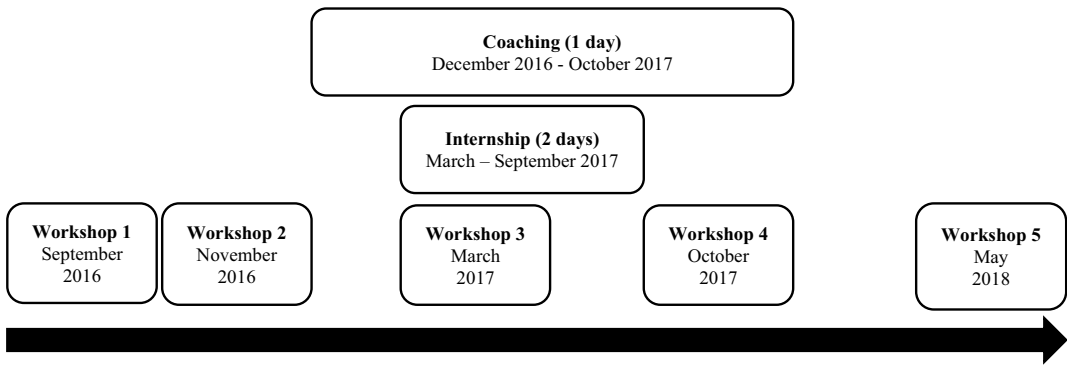 Coaching (1 day)
December 2016 - October 2017
Internship (2 days)
March – September 2017
Workshop 1
September
2016
Workshop 2
November
2016
Workshop 3
March
2017
Workshop 4
October
2017
Workshop 5
May
2018